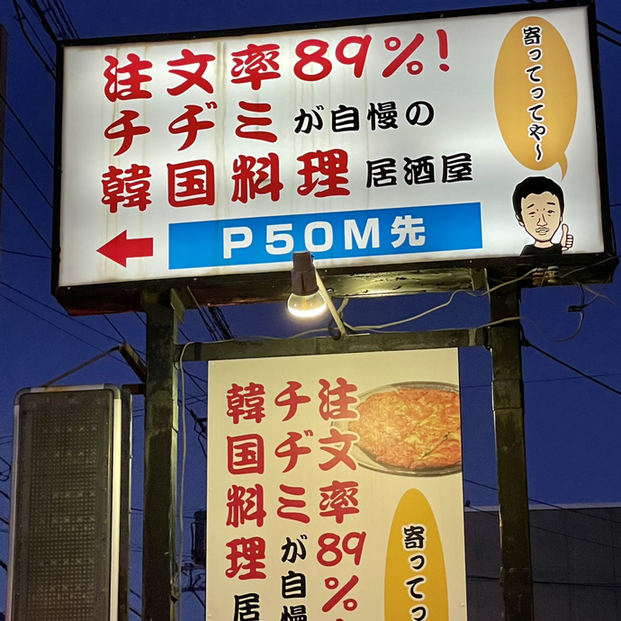 注文率89%!
チヂミが自慢の
韓国料理居酒屋
P50M先
寄ってってや~
注文率89%
チヂミが自慢
韓国料理居
寄ってっ